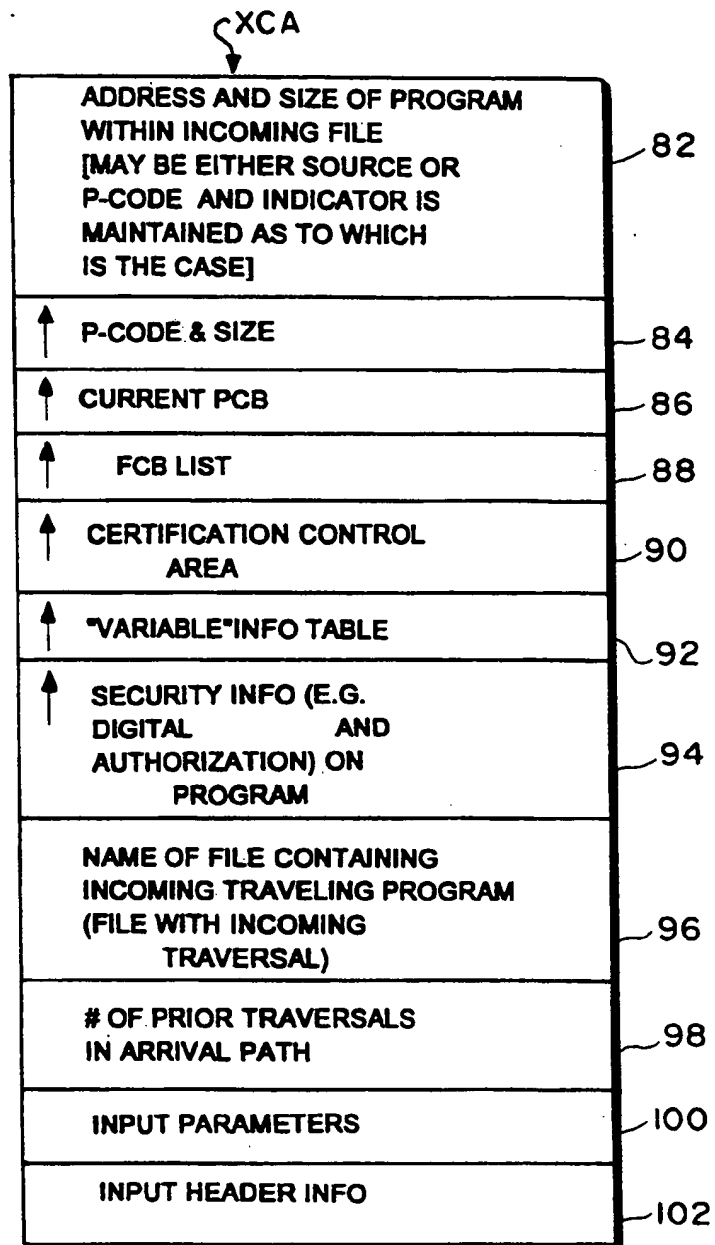 XCA
ADDRESS AND SIZE OF PROGRAM
WITHIN INCOMING FILE
[MAY BE EITHER SOURCE OR
P-CODE AND INDICATOR IS
MAINTAINED AS TO WHICH
IS THE CASE]
82
P-CODE & SIZE
84
CURRENT PCB
86
FCB LIST
88
CERTIFICATION CONTROL
AREA
90
"VARIABLE"INFO TABLE
92
SECURITY INFO (E.G.
DIGITAL AND
AUTHORIZATION) ON
PROGRAM
94
NAME OF FILE CONTAINING
INCOMING TRAVELING PROGRAM
(FILE WITH INCOMING
TRAVERSAL)
96
# OF PRIOR TRAVERSALS
IN ARRIVAL PATH
98
INPUT PARAMETERS
100
INPUT HEADER INFO
102